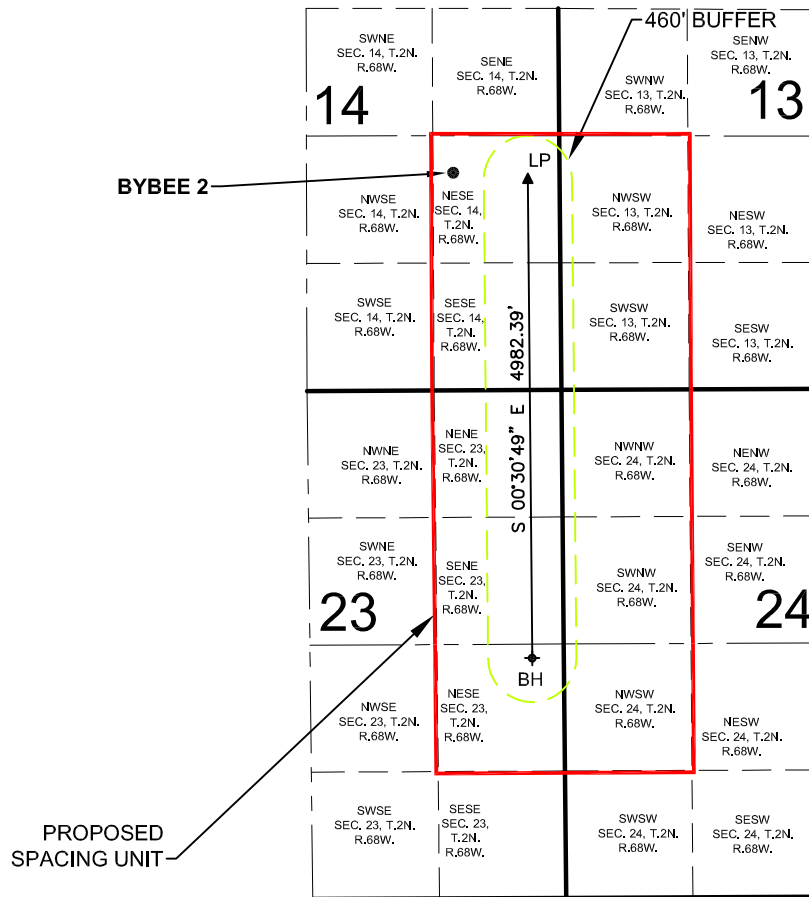 460' BUFFER
SWNE
SEC. 14, T.2N.
R.68W.
SENE
SEC. 14, T.2N.
R.68W.
SWNW
SEC. 13, T.2N.
R.68W.
SENW
SEC. 13, T.2N.
R.68W.
14
13
BYBEE 2
LP
NWSE
SEC. 14, T.2N.
R.68W.
NESE
SEC. 14,
T.2N.
R.68W.
NWSW
SEC. 13, T.2N.
R.68W.
NESW
SEC. 13, T.2N.
R.68W.
SWSE
SEC. 14, T.2N.
R.68W.
SESE
SEC. 14,
T.2N.
R.68W.
SWSW
SEC. 13, T.2N.
R.68W.
SESW
SEC. 13, T.2N.
R.68W.
S 00°30'49" E 4982.39'
NWNE
SEC. 23, T.2N.
R.68W.
NENE
SEC. 23,
T.2N.
R.68W.
NWNW
SEC. 24, T.2N.
R.68W.
NENW
SEC. 24, T.2N.
R.68W.
SWNE
SEC. 23, T.2N.
R.68W.
SENE
SEC. 23,
T.2N.
R.68W.
SWNW
SEC. 24, T.2N.
R.68W.
SENW
SEC. 24, T.2N.
R.68W.
23
24
BH
NWSE
SEC. 23, T.2N.
R.68W.
NESE
SEC. 23,
T.2N.
R.68W.
NWSW
SEC. 24, T.2N.
R.68W.
NESW
SEC. 24, T.2N.
R.68W.
SWSE
SEC. 23, T.2N.
R.68W.
SESE
SEC. 23,
T.2N.
R.68W.
SWSW
SEC. 24, T.2N.
R.68W.
SESW
SEC. 24, T.2N.
R.68W.
PROPOSED
SPACING UNIT